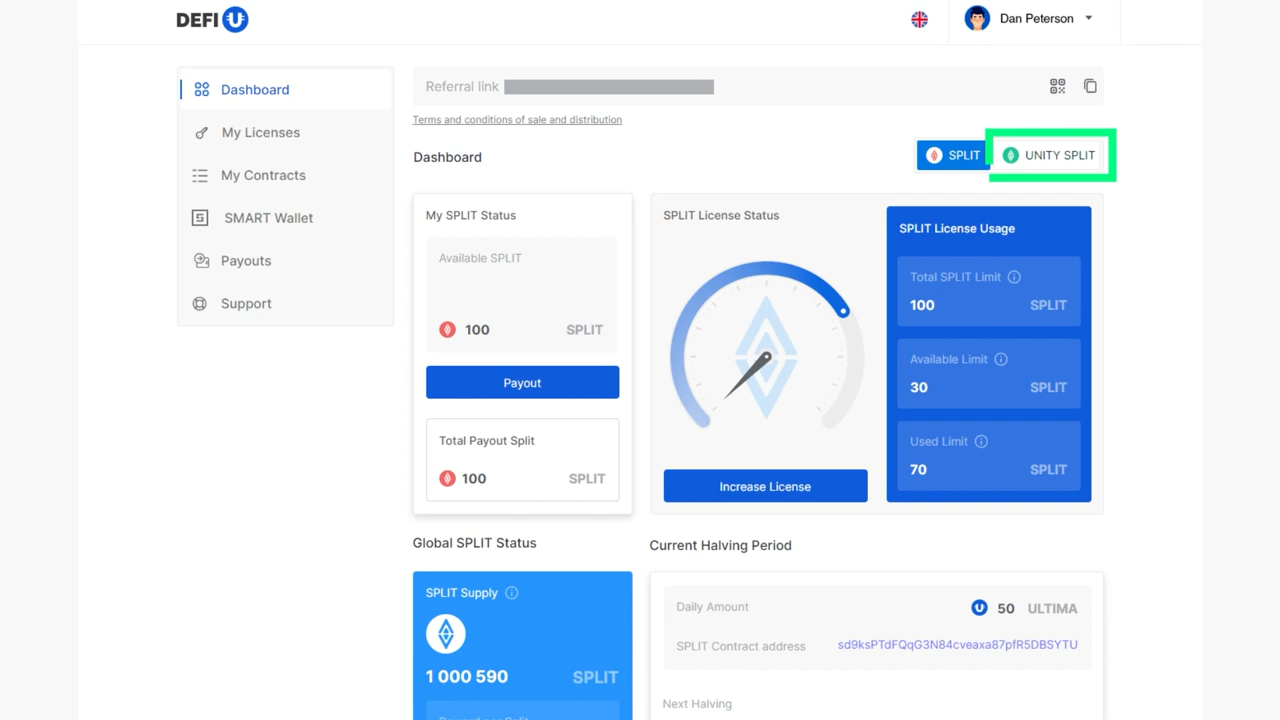 DEFI U
Dan Peterson
Dashboard
My Licenses
My Contracts
SMART Wallet
Payouts
Support
Referral link
Terms and conditions of sale and distribution
Dashboard
SPLIT
UNITY SPLIT
My SPLIT Status
Available SPLIT
100 SPLIT
Payout
Total Payout Split
100 SPLIT
SPLIT License Status
Increase License
SPLIT License Usage
Total SPLIT Limit
100 SPLIT
Available Limit
30 SPLIT
Used Limit
70 SPLIT
Global SPLIT Status
SPLIT Supply
1 000 590 SPLIT
Current Halving Period
Daily Amount 50 ULTIMA
SPLIT Contract address sd9ksPTdFQqG3N84cveaxa87pfR5DBSYTU
Next Halving